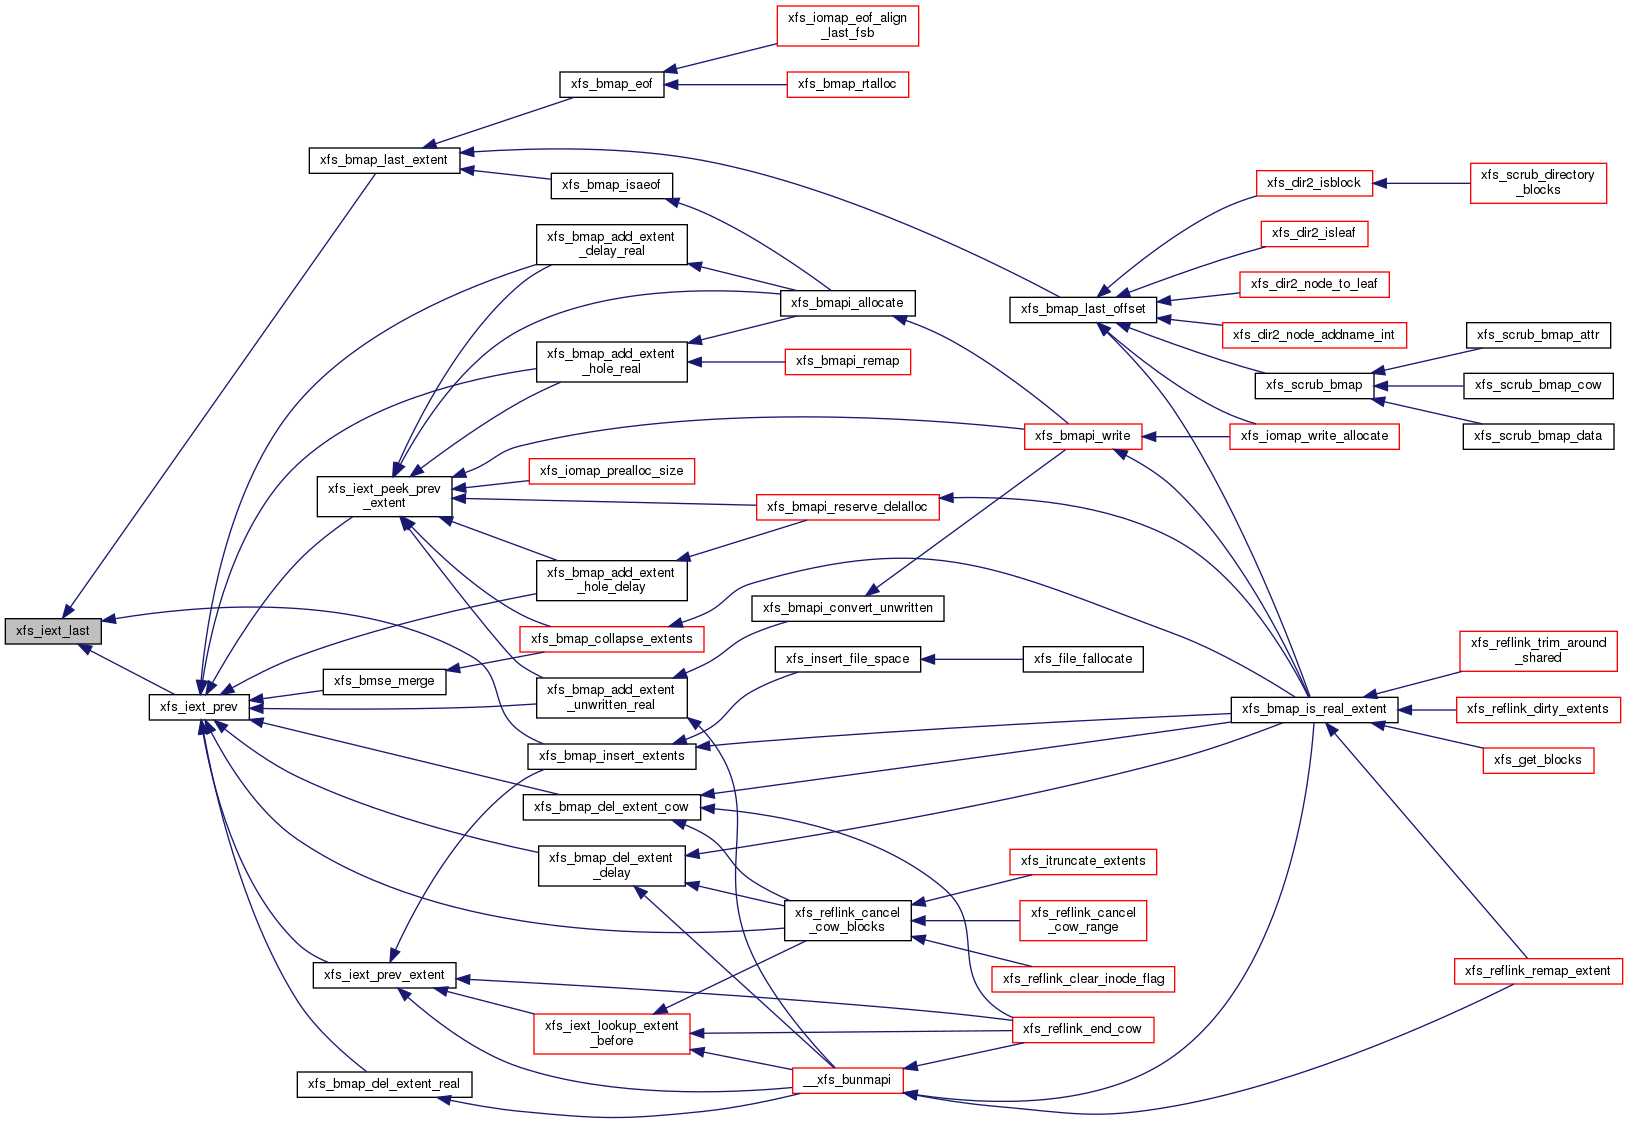 xfs_iomap_eof_align
_last_fsb
xfs_bmap_eof
xfs_bmap_rtalloc
xfs_bmap_last_extent
xfs_bmap_isaeof
xfs_dir2_isblock
xfs_scrub_directory
_blocks
xfs_bmap_add_extent
_delay_real
xfs_dir2_isleaf
xfs_dir2_node_to_leaf
xfs_bmapi_allocate
xfs_bmap_last_offset
xfs_dir2_node_addname_int
xfs_scrub_bmap_attr
xfs_bmap_add_extent
_hole_real
xfs_bmapi_remap
xfs_scrub_bmap
xfs_scrub_bmap_cow
xfs_bmapi_write
xfs_iomap_write_allocate
xfs_scrub_bmap_data
xfs_iomap_prealloc_size
xfs_iext_peek_prev
_extent
xfs_bmapi_reserve_delalloc
xfs_bmap_add_extent
_hole_delay
xfs_bmapi_convert_unwritten
xfs_iext_last
xfs_bmap_collapse_extents
xfs_insert_file_space
xfs_file_fallocate
xfs_reflink_trim_around
_shared
xfs_bmse_merge
xfs_bmap_add_extent
_unwritten_real
xfs_iext_prev
xfs_bmap_is_real_extent
xfs_reflink_dirty_extents
xfs_bmap_insert_extents
xfs_get_blocks
xfs_bmap_del_extent_cow
xfs_bmap_del_extent
_delay
xfs_itruncate_extents
xfs_reflink_cancel
_cow_blocks
xfs_reflink_cancel
_cow_range
xfs_iext_prev_extent
xfs_reflink_clear_inode_flag
xfs_reflink_remap_extent
xfs_iext_lookup_extent
_before
xfs_reflink_end_cow
xfs_bmap_del_extent_real
__xfs_bunmapi